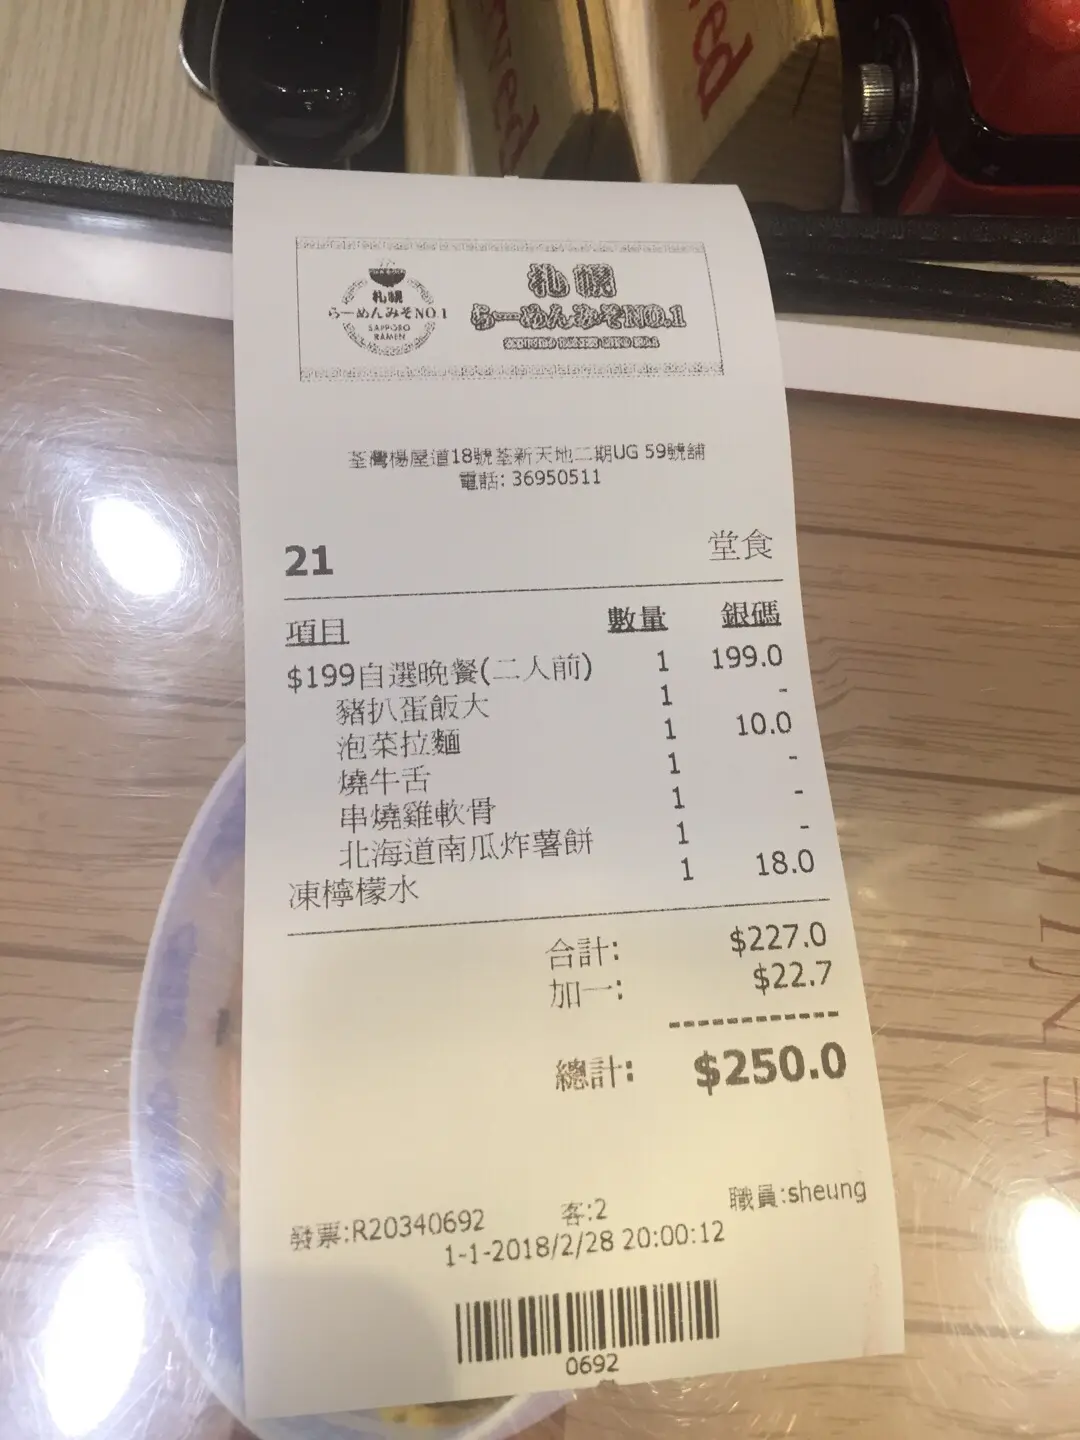 札幌
らーめんみそNO.1
SAPPORO
RAMEN
札幌
らーめんみそNO.1
荃灣楊屋道18號荃新天地二期UG 59號舖
電話: 36950511
21 堂食
項目 數量 銀碼
$199自選晚餐(二人前) 1 199.0
豬扒蛋飯大 1 -
泡菜拉麵 1 10.0
燒牛舌 1 -
串燒雞軟骨 1 -
北海道南瓜炸薯餅 1 -
凍檸檬水 1 18.0
合計: $227.0
加一: $22.7
總計: $250.0
發票:R20340692 客:2 職員:sheung
1-1-2018/2/28 20:00:12
0692